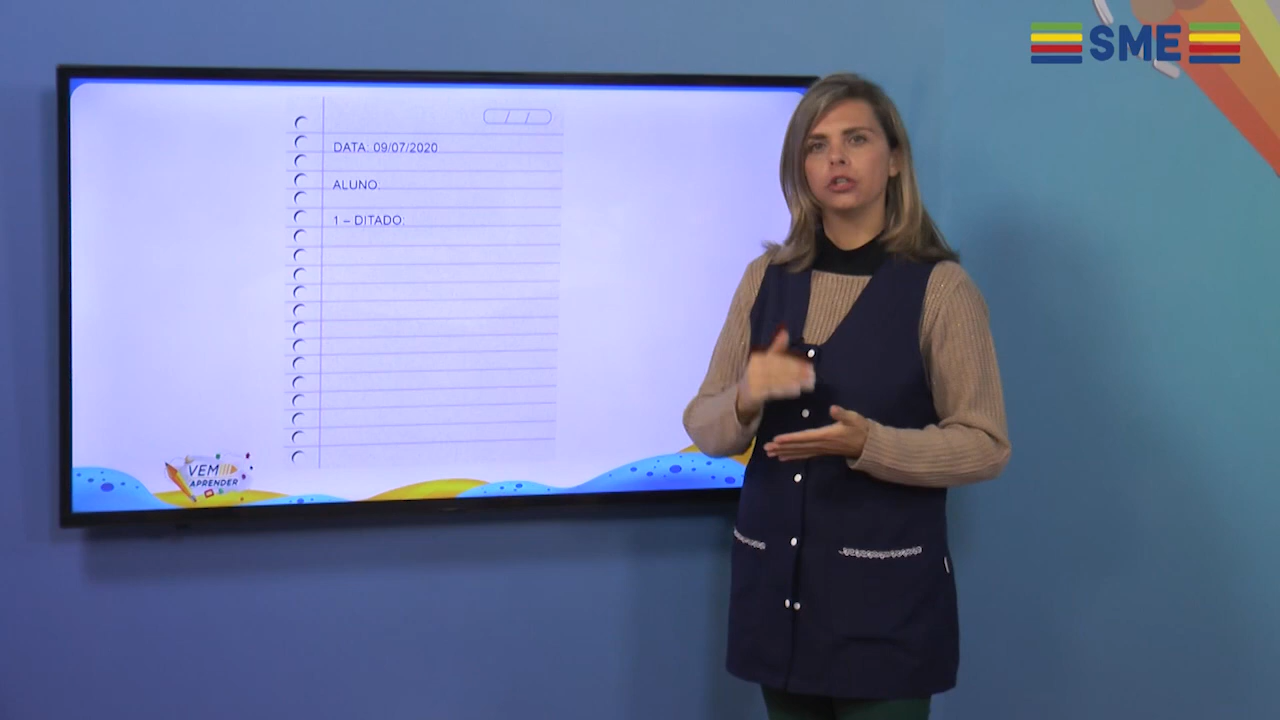 SME
DATA: 09/07/2020
ALUNO:
1 – DITADO:
VEM
APRENDER